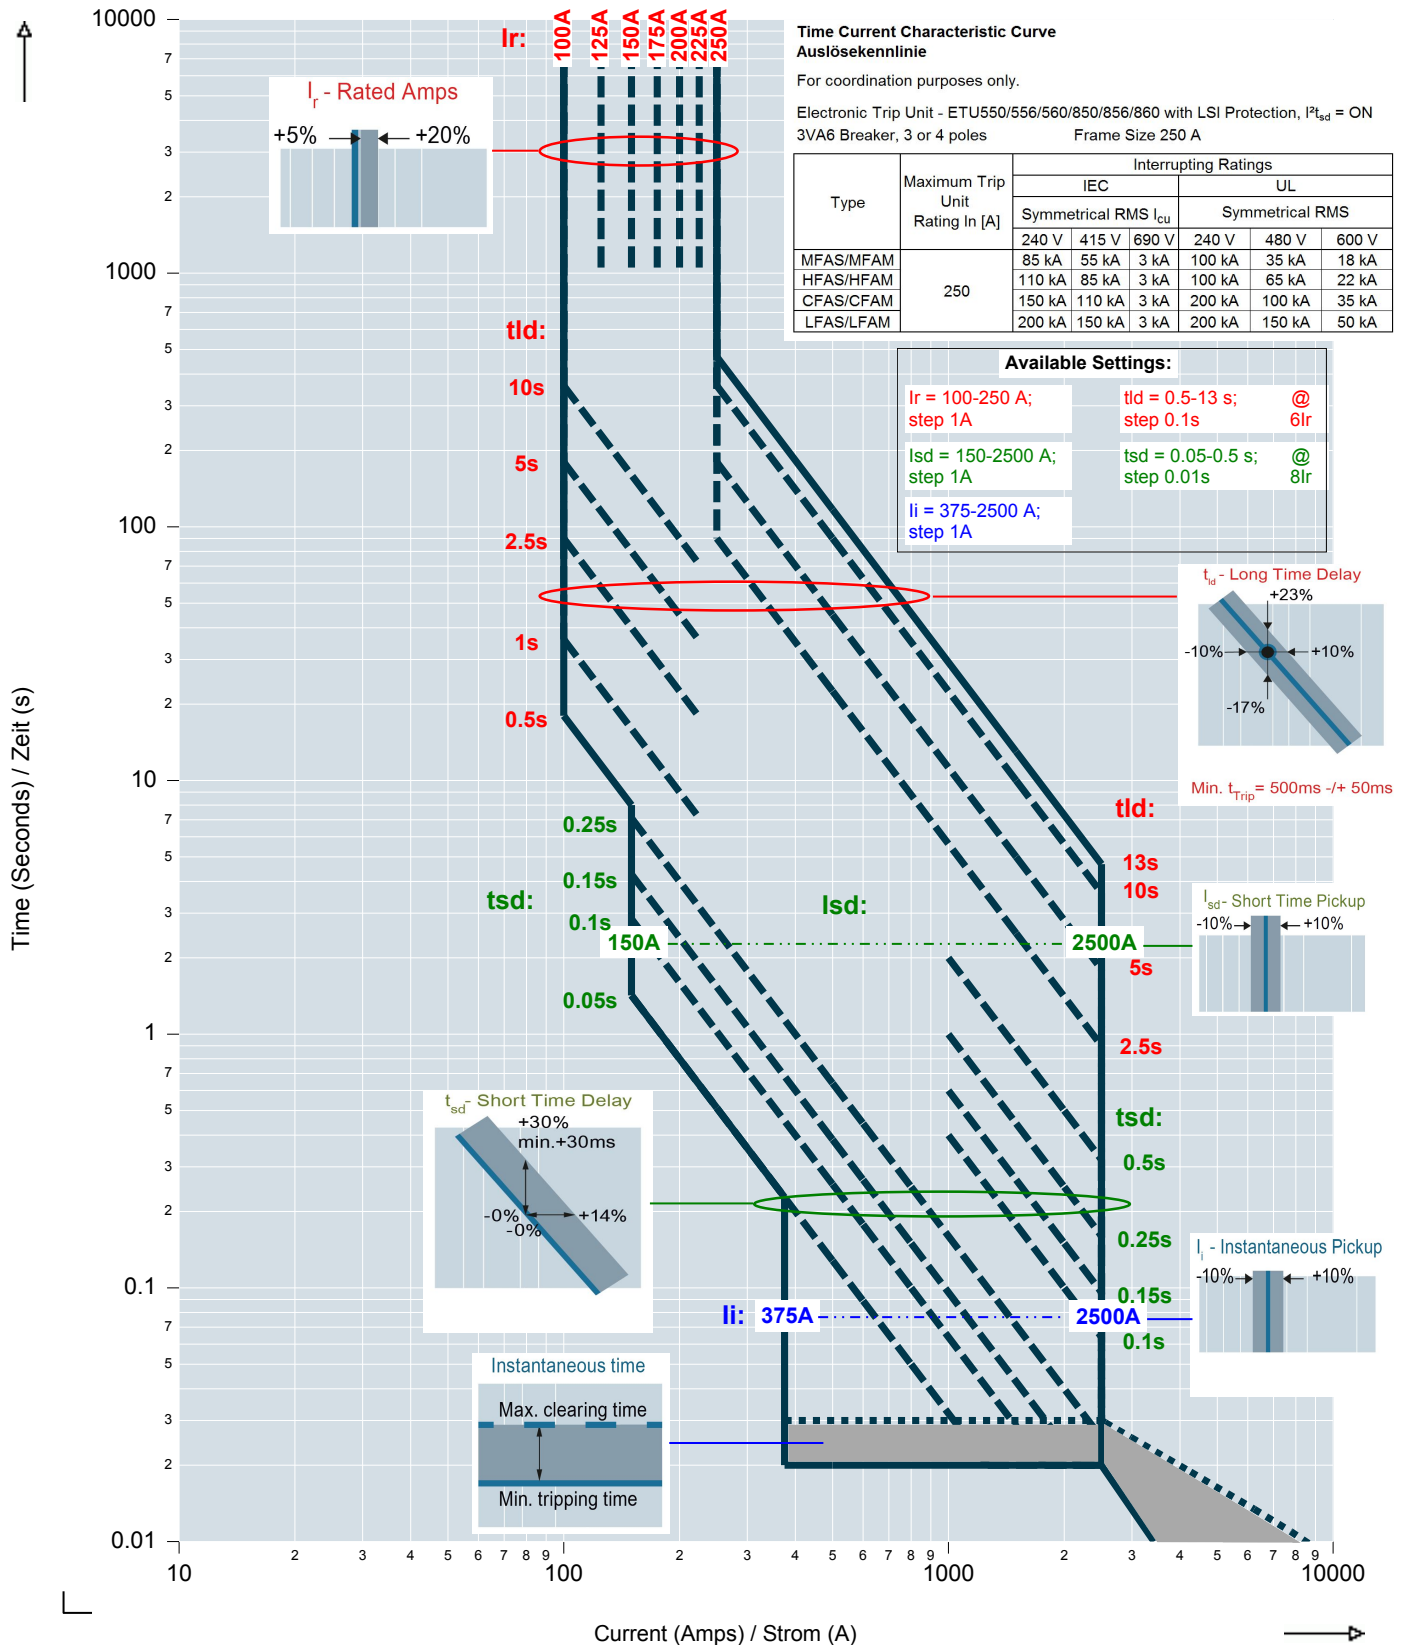 Time Current Characteristic Curve
Auslösekennlinie
For coordination purposes only.
Electronic Trip Unit - ETU550/556/560/850/856/860 with LSI Protection, I²tsd = ON
3VA6 Breaker, 3 or 4 poles Frame Size 250 A
Type Maximum Trip Unit Rating In [A] Interrupting Ratings
IEC UL
Symmetrical RMS Icu Symmetrical RMS
240 V 415 V 690 V 240 V 480 V 600 V
MFAS/MFAM 85 kA 55 kA 3 kA 100 kA 35 kA 18 kA
HFAS/HFAM 110 kA 85 kA 3 kA 100 kA 65 kA 22 kA
250
CFAS/CFAM 150 kA 110 kA 3 kA 200 kA 100 kA 35 kA
LFAS/LFAM 200 kA 150 kA 3 kA 200 kA 150 kA 50 kA
Available Settings:
Ir = 100-250 A; tld = 0.5-13 s; @
step 1A step 0.1s 6Ir
Isd = 150-2500 A; tsd = 0.05-0.5 s; @
step 1A step 0.01s 8Ir
Ii = 375-2500 A;
step 1A
Ir: 100A 125A 150A 175A 200A 225A 250A
Ir - Rated Amps
+5% +20%
tld:
10s
5s
2.5s
1s
0.5s
tld - Long Time Delay
+23%
-10% +10%
-17%
Min. tTrip= 500ms -/+ 50ms
tld:
13s
10s
5s
2.5s
tsd:
0.25s
0.15s
0.1s
0.05s
Isd:
150A 2500A
Isd- Short Time Pickup
-10% +10%
tsd- Short Time Delay
+30%
min.+30ms
-0% +14%
-0%
tsd:
0.5s
0.25s
0.15s
0.1s
Ii: 375A 2500A
Ii - Instantaneous Pickup
-10% +10%
Instantaneous time
Max. clearing time
Min. tripping time
Time (Seconds) / Zeit (s)
10000
7
5
3
2
1000
7
5
3
2
100
7
5
3
2
10
7
5
3
2
1
7
5
3
2
0.1
7
5
3
2
0.01
2 3 4 5 6 7 8 9 2 3 4 5 6 7 8 9 2 3 4 5 6 7 8 9
10 100 1000 10000
Current (Amps) / Strom (A)